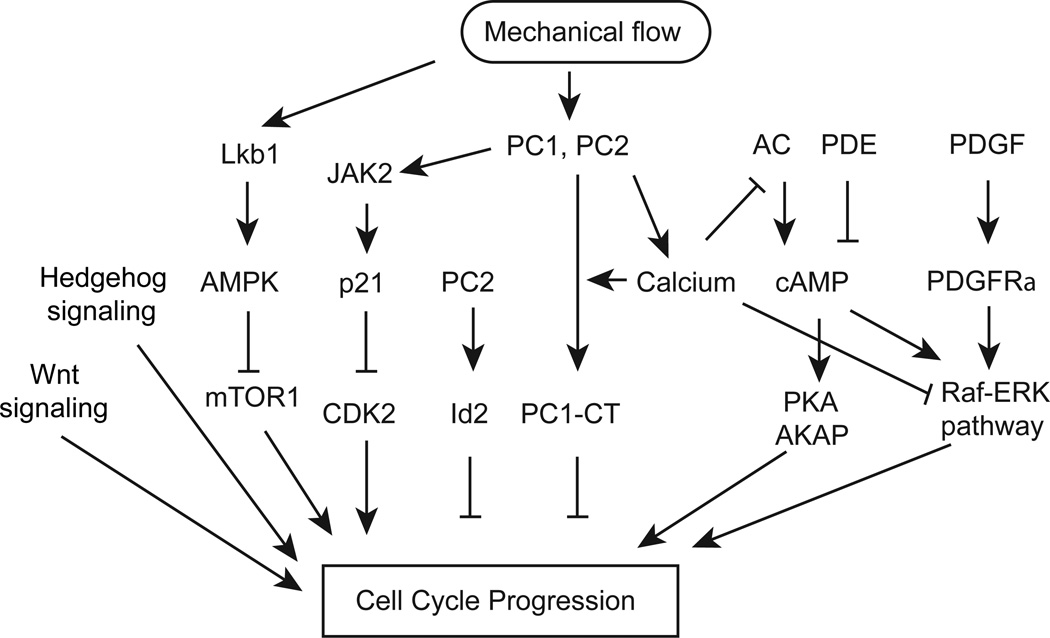 Mechanical flow
Lkb1
JAK2
PC1, PC2
AC
PDE
PDGF
Hedgehog
signaling
AMPK
p21
PC2
Calcium
cAMP
PDGFRa
Wnt
signaling
mTOR1
CDK2
Id2
PC1-CT
PKA
AKAP
Raf-ERK
pathway
Cell Cycle Progression